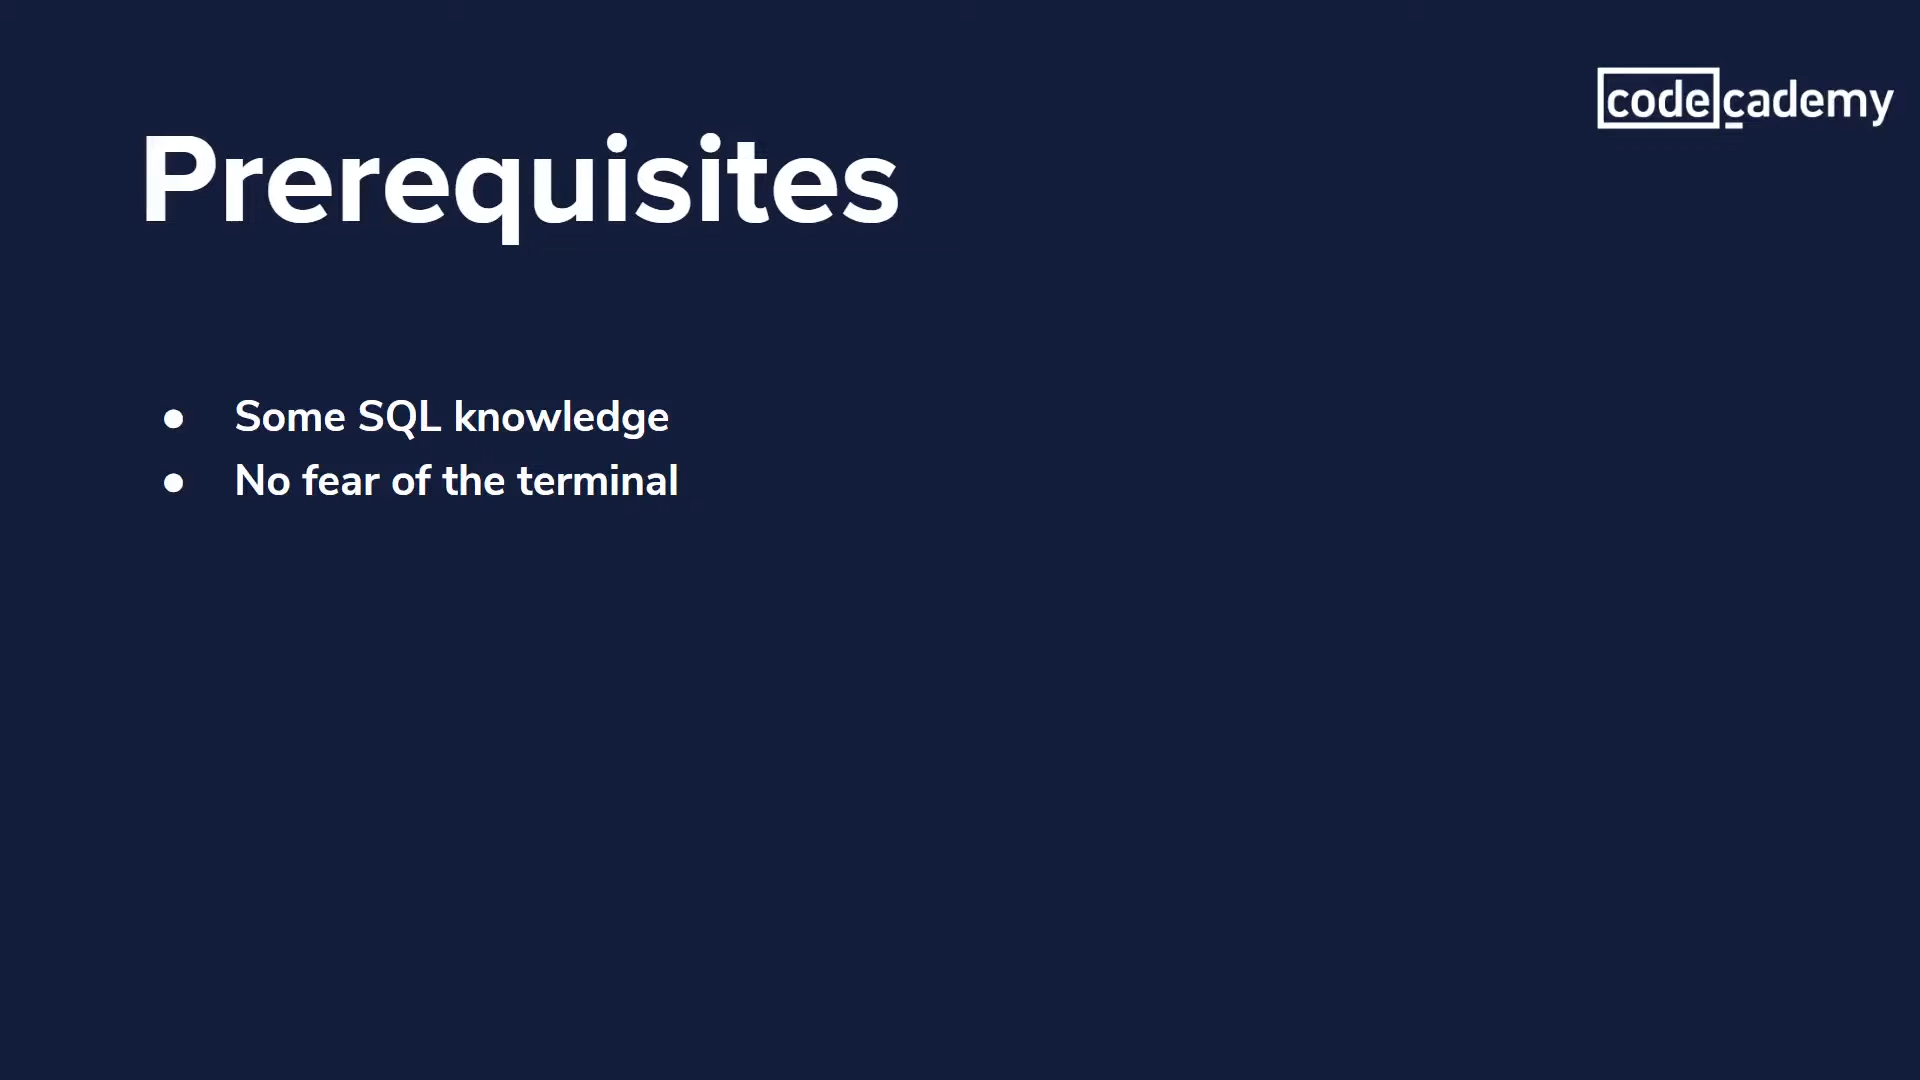 codecademy
Prerequisites
● Some SQL knowledge
● No fear of the terminal